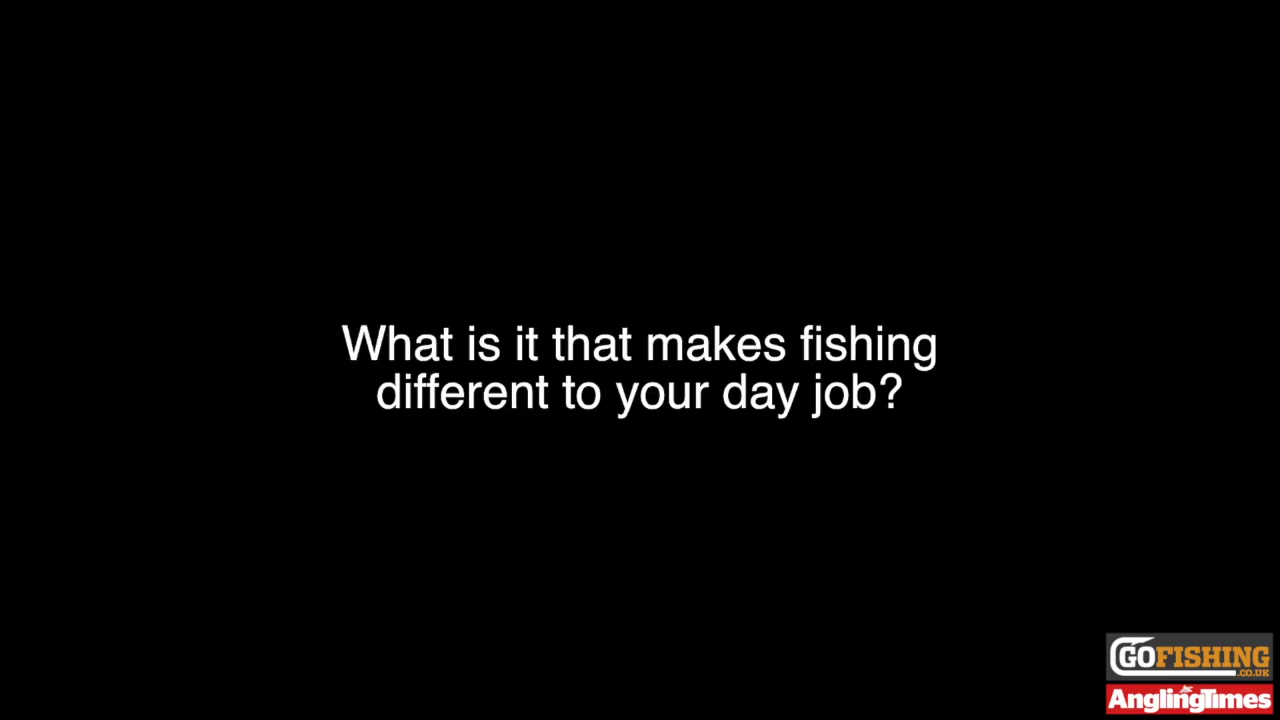 What is it that makes fishing
different to your day job?
GOFISHING
.CO.UK
AnglingTimes